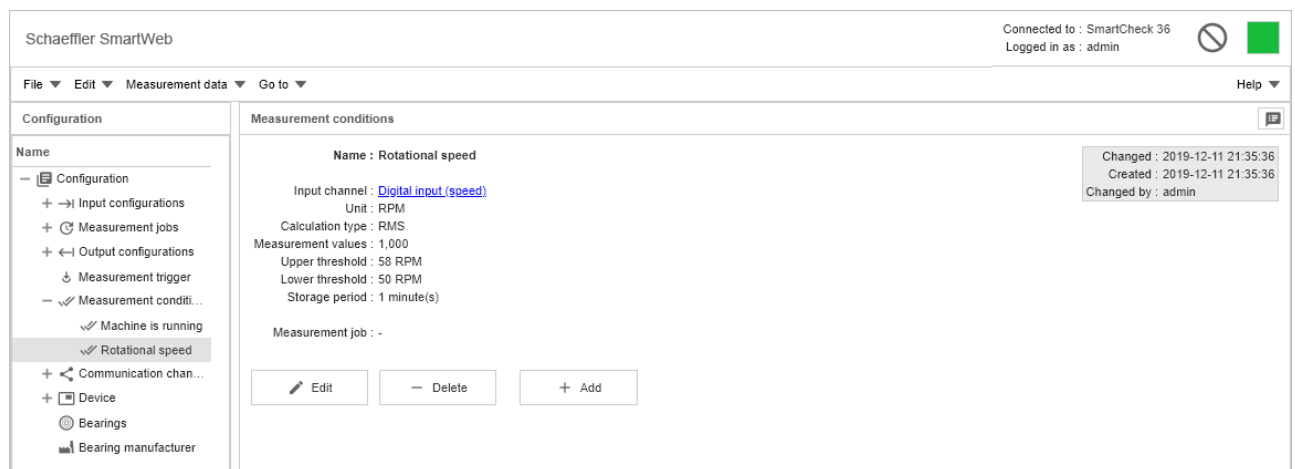 Schaeffler SmartWeb
Connected to : SmartCheck 36
Logged in as : admin
File Edit Measurement data Go to Help
Configuration
Measurement conditions
Name
Configuration
Input configurations
Measurement jobs
Output configurations
Measurement trigger
Measurement conditi...
Machine is running
Rotational speed
Communication chan...
Device
Bearings
Bearing manufacturer
Name : Rotational speed
Input channel : Digital input (speed)
Unit : RPM
Calculation type : RMS
Measurement values : 1,000
Upper threshold : 58 RPM
Lower threshold : 50 RPM
Storage period : 1 minute(s)
Measurement job : -
Edit Delete Add
Changed : 2019-12-11 21:35:36
Created : 2019-12-11 21:35:36
Changed by : admin